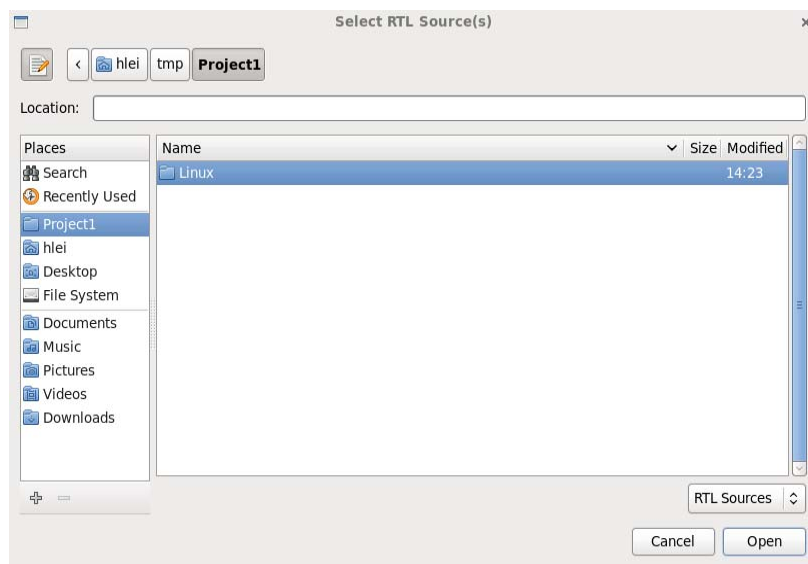 Select RTL Source(s)
hlei tmp Project1
Location:
Places
Search
Recently Used
Project1
hlei
Desktop
File System
Documents
Music
Pictures
Videos
Downloads
Name Size Modified
Linux 14:23
RTL Sources
Cancel Open